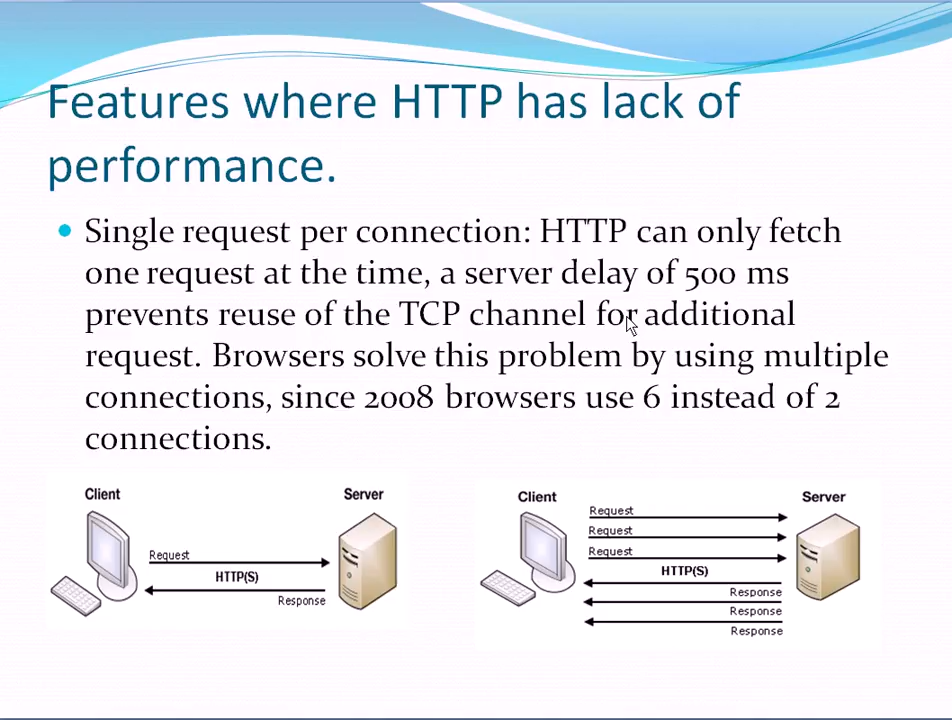 Features where HTTP has lack of
performance.
• Single request per connection: HTTP can only fetch
one request at the time, a server delay of 500 ms
prevents reuse of the TCP channel for additional
request. Browsers solve this problem by using multiple
connections, since 2008 browsers use 6 instead of 2
connections.
Client
Server
Request
HTTP(S)
Response
Client
Server
Request
Request
Request
HTTP(S)
Response
Response
Response